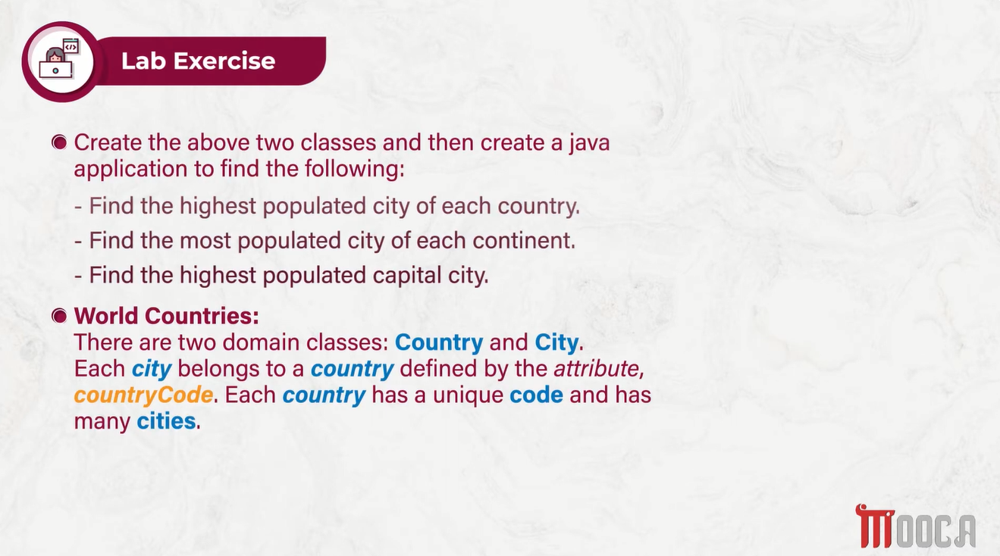 Lab Exercise
Create the above two classes and then create a java
application to find the following:
- Find the highest populated city of each country.
- Find the most populated city of each continent.
- Find the highest populated capital city.
World Countries:
There are two domain classes: Country and City.
Each city belongs to a country defined by the attribute,
countryCode. Each country has a unique code and has
many cities.
MOOCA